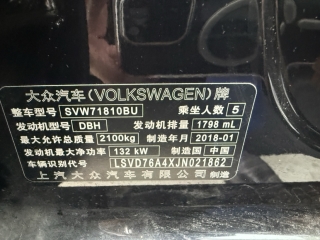 大众汽车(VOLKSWAGEN)牌
整车型号 SVW71810BU 乘坐人数 5
发动机型号 DBH 发动机排量 1798 mL
最大允许总质量 2100kg 制造年月 2018-01
发动机最大净功率 132 kW 制造国 中国
车辆识别代号 LSVD76A4XJN021862
上汽大众汽车有限公司 制造